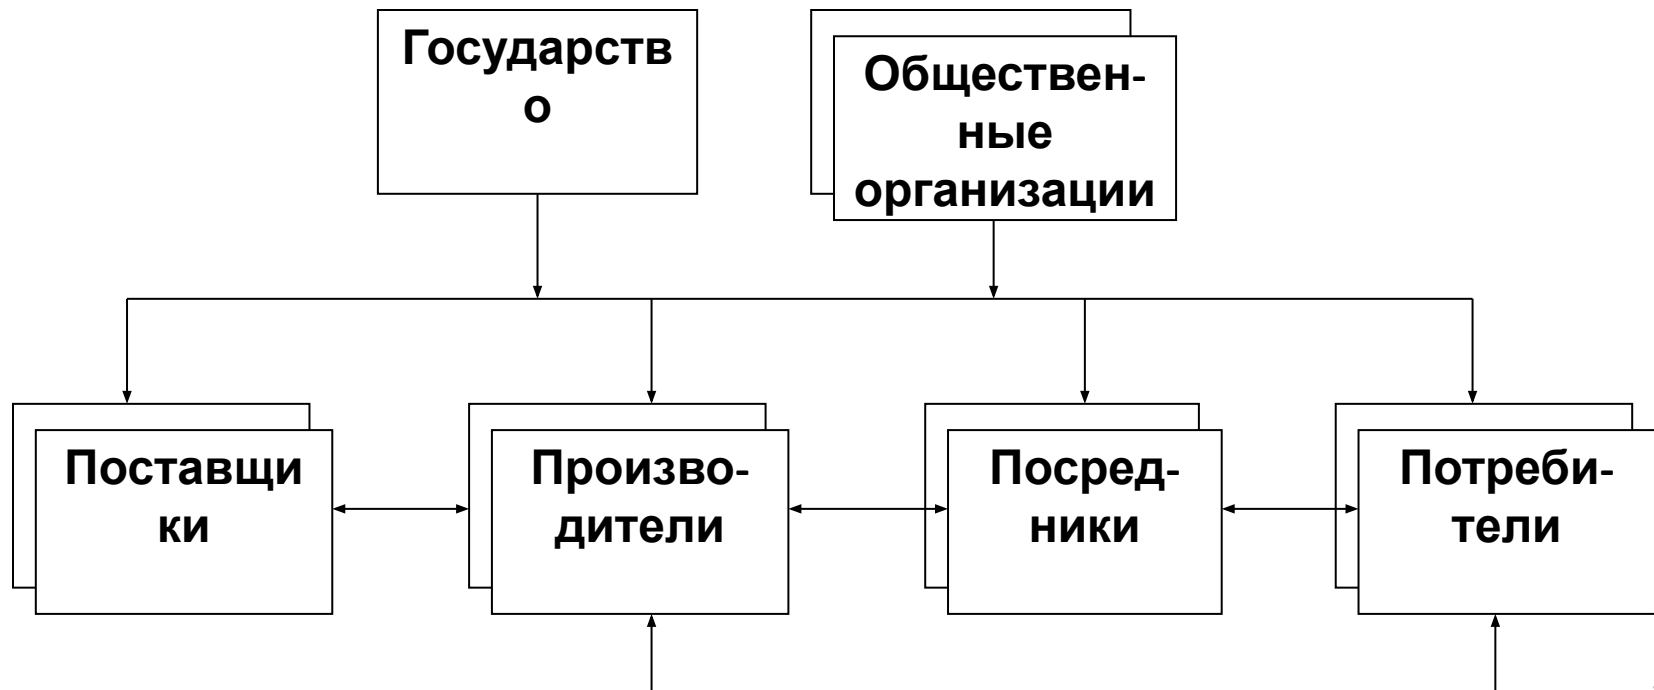 Государств
о
Обществен-
ные
организации
Поставщи
ки
Произво-
дители
Посред-
ники
Потреби-
тели